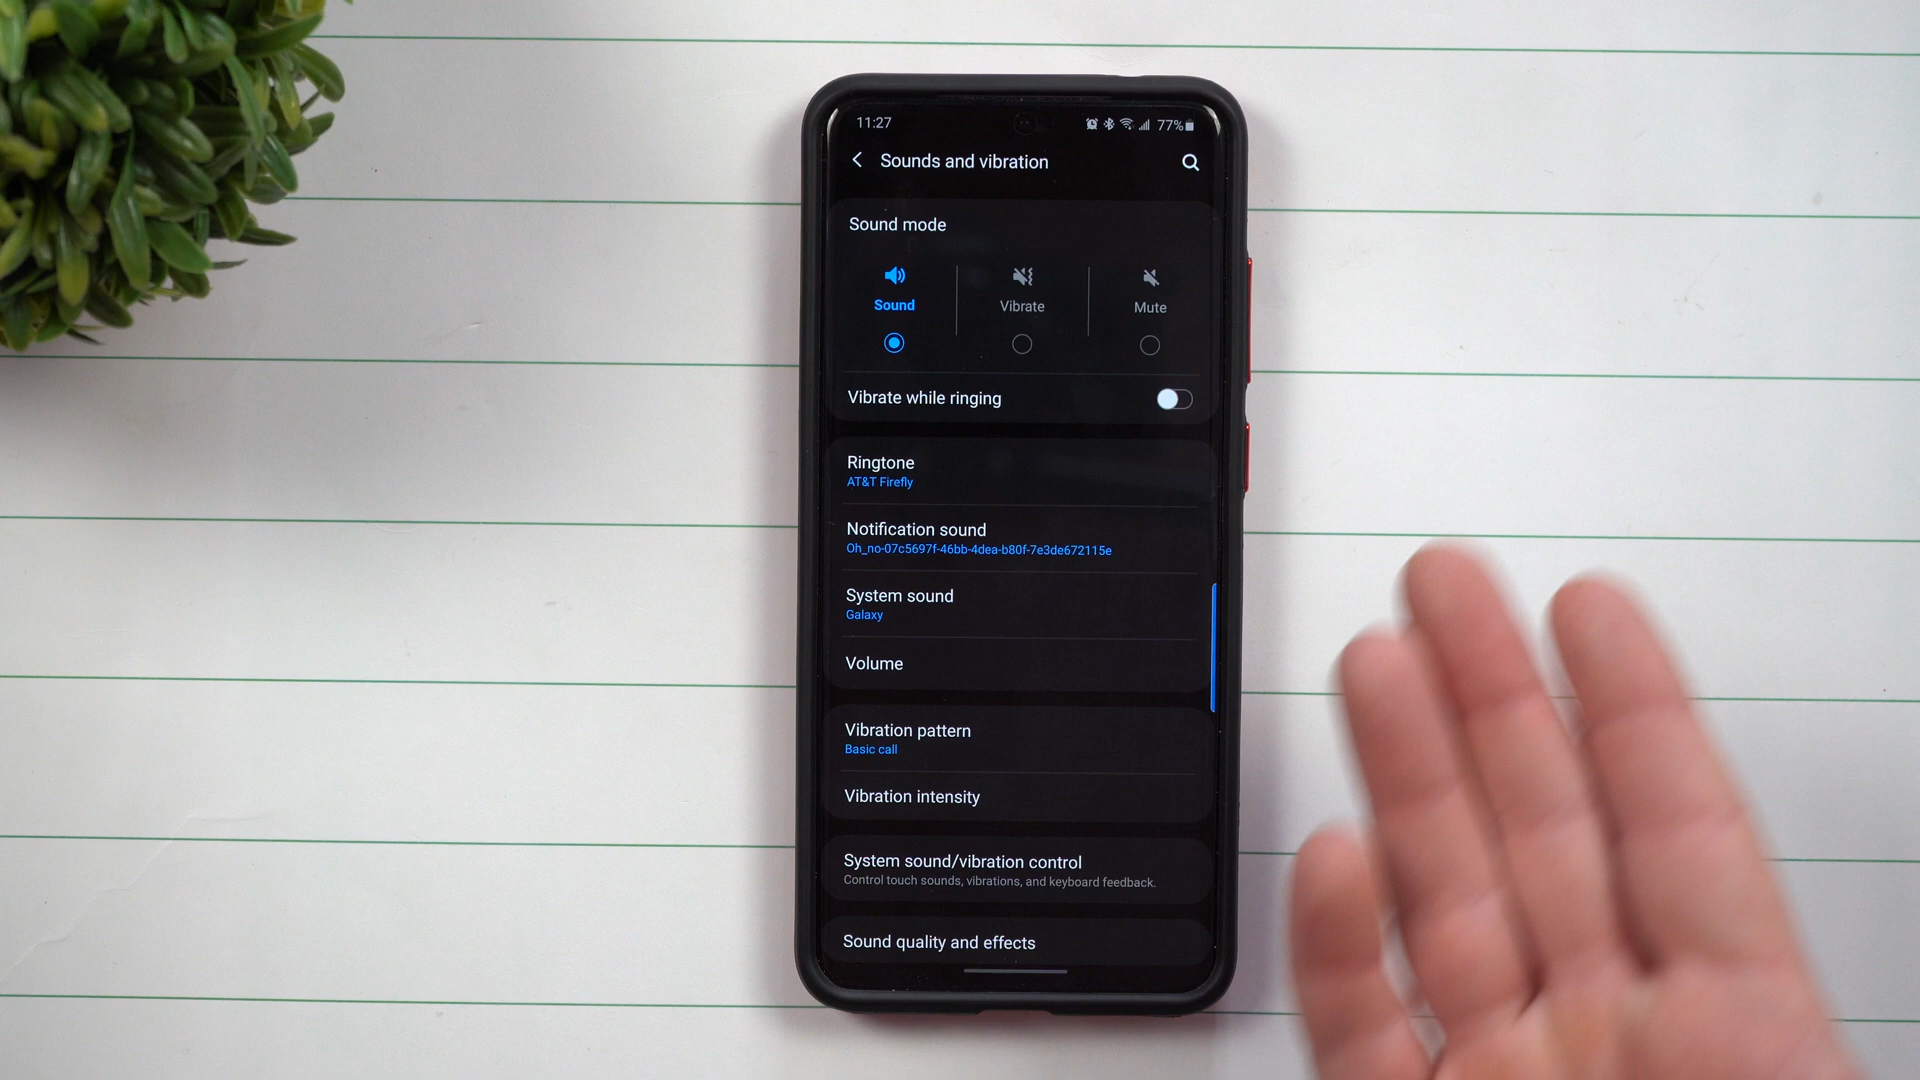 11:27
77%
Sounds and vibration
Sound mode
Sound
Vibrate
Mute
Vibrate while ringing
Ringtone
AT&T Firefly
Notification sound
Oh_no-07c5697f-46bb-4dea-b80f-7e3de672115e
System sound
Galaxy
Volume
Vibration pattern
Basic call
Vibration intensity
System sound/vibration control
Control touch sounds, vibrations, and keyboard feedback.
Sound quality and effects